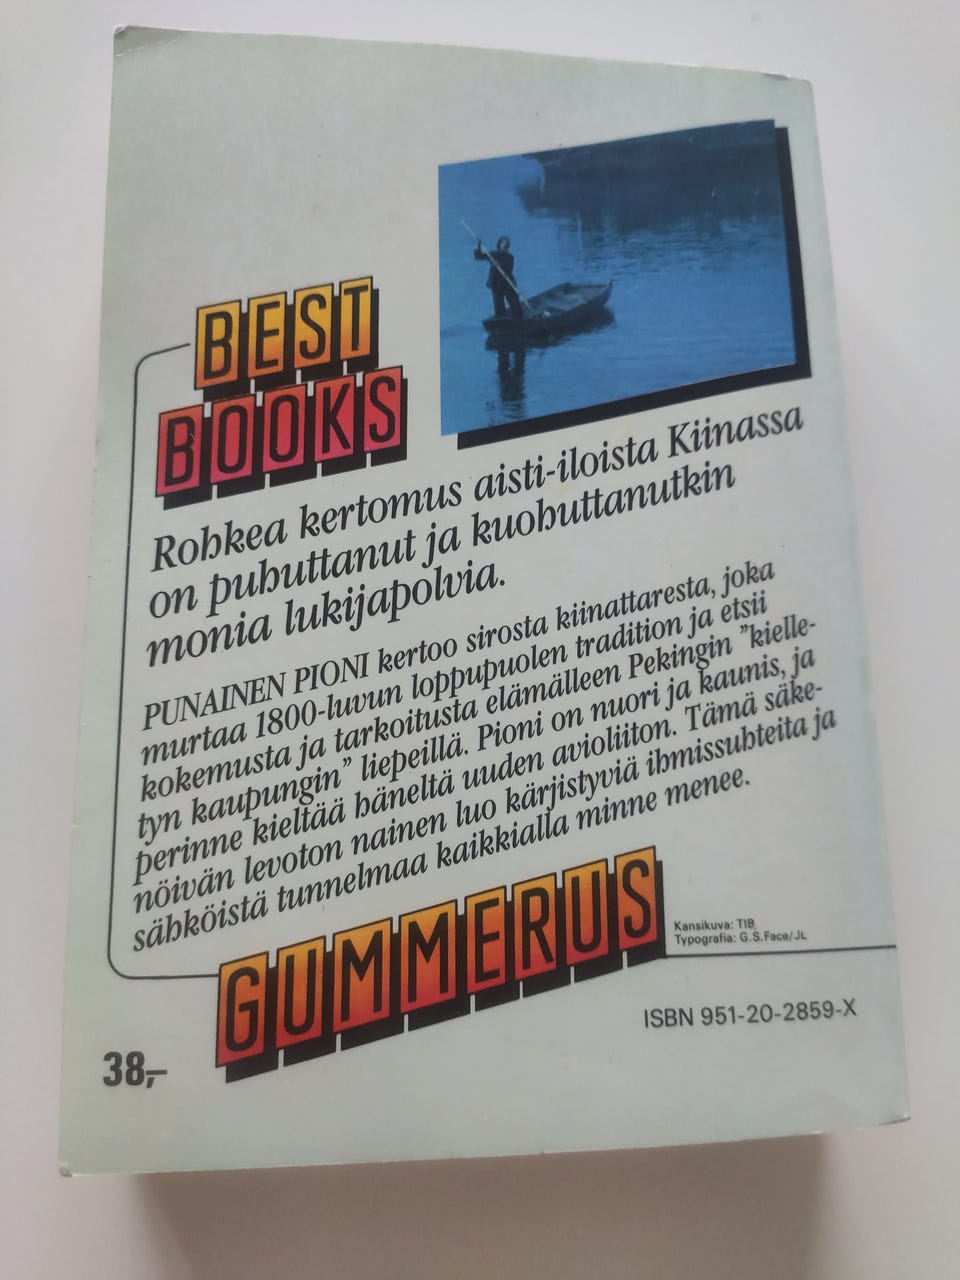 BEST
BOOKS
Rohkea kertomus aisti-iloista Kiinassa
on puhuttanut ja kuohuttanutkin
monia lukijapolvia.
PUNAINEN PIONI kertoo sirosta kiinattaresta, joka
murtaa 1800-luvun loppupuolen tradition ja etsii
kokemusta ja tarkoitusta elämälleen Pekingin "kielle-
tyn kaupungin" liepeillä. Pioni on nuori ja kaunis, ja
perinne kieltää häneltä uuden avioliiton. Tämä säke-
nöivän levoton nainen luo kärjistyviä ihmissuhteita ja
sähköistä tunnelmaa kaikkialla minne menee.
GUMMERUS
Kansikuva: TIB
Typografia: G.S.Face/JL
ISBN 951-20-2859-X
38,–